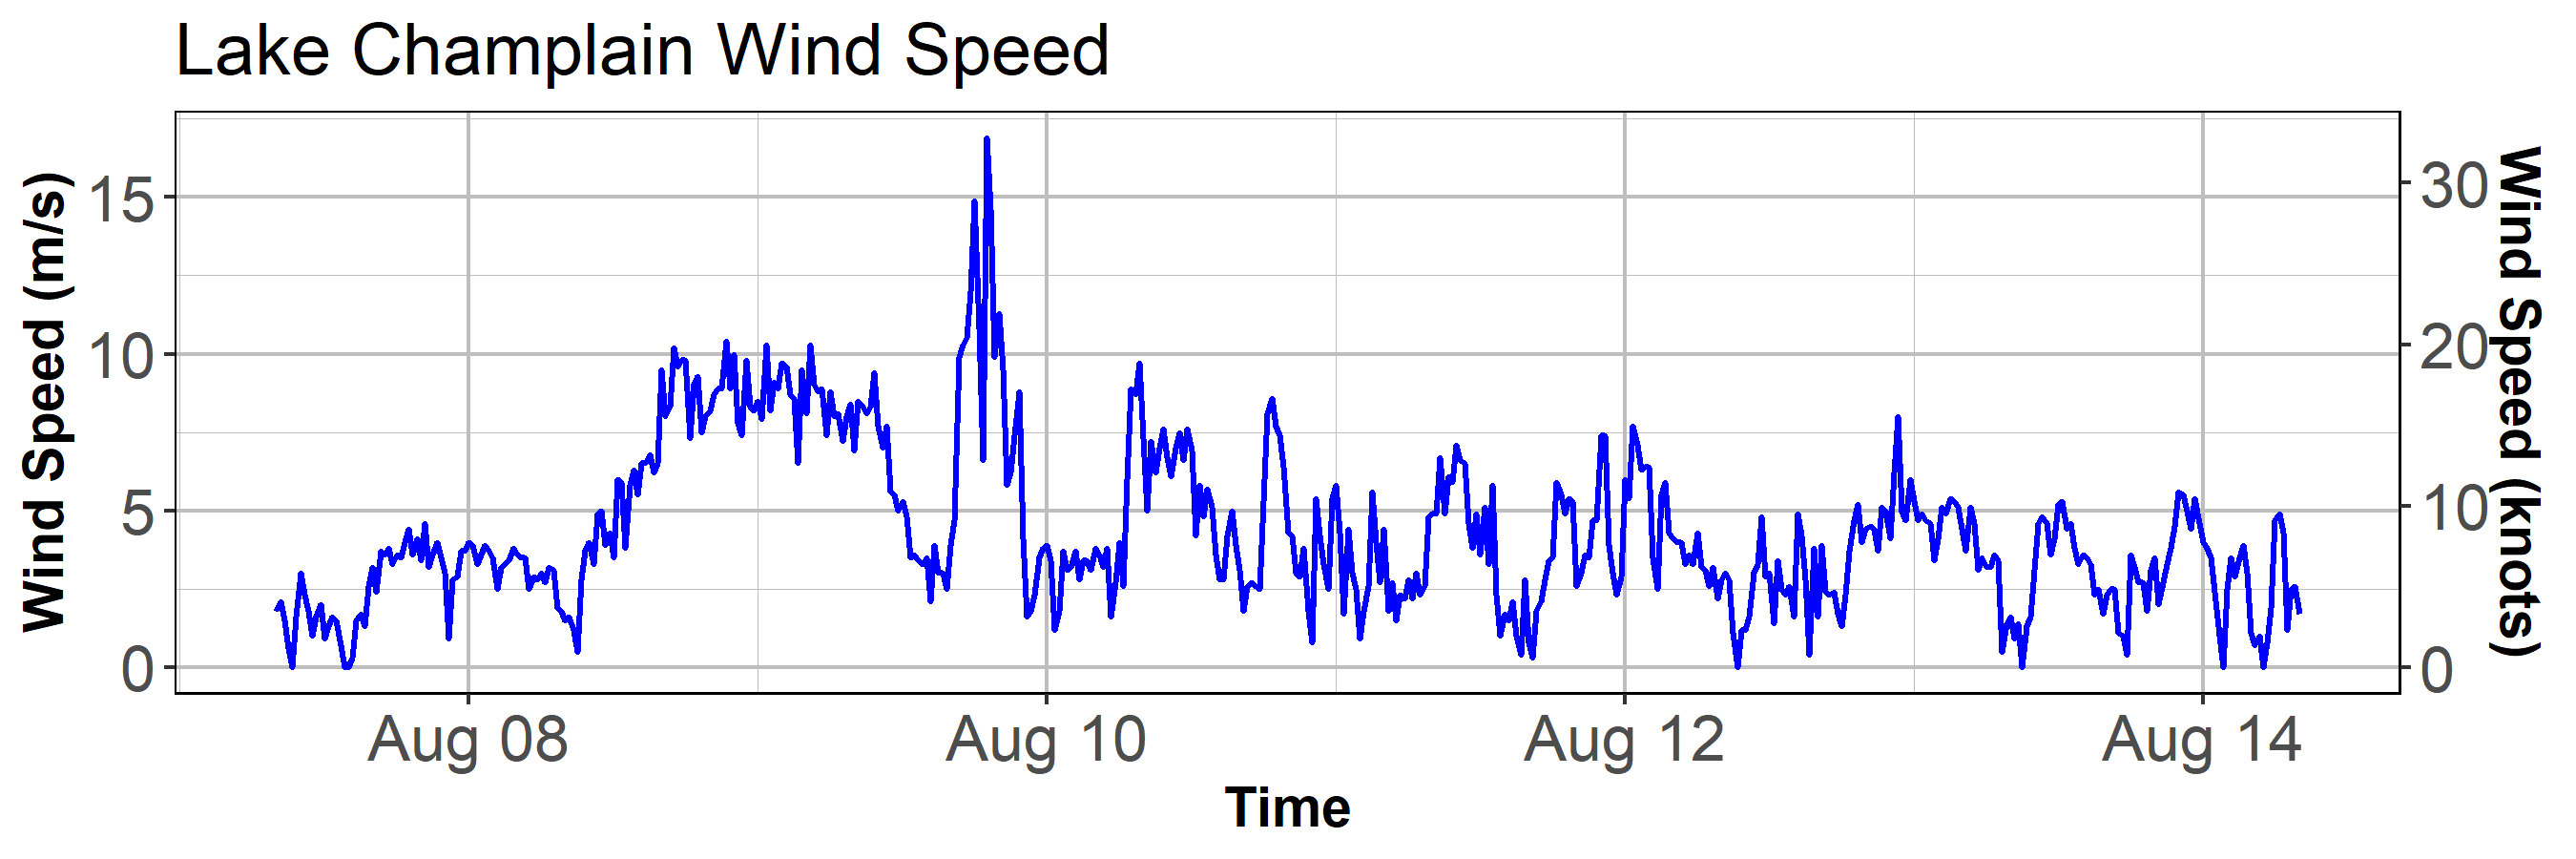 Lake Champlain Wind Speed
Wind Speed (m/s)
15
10
5
0
30
20
10
0
Wind Speed (knots)
Aug 08
Aug 10
Aug 12
Aug 14
Time